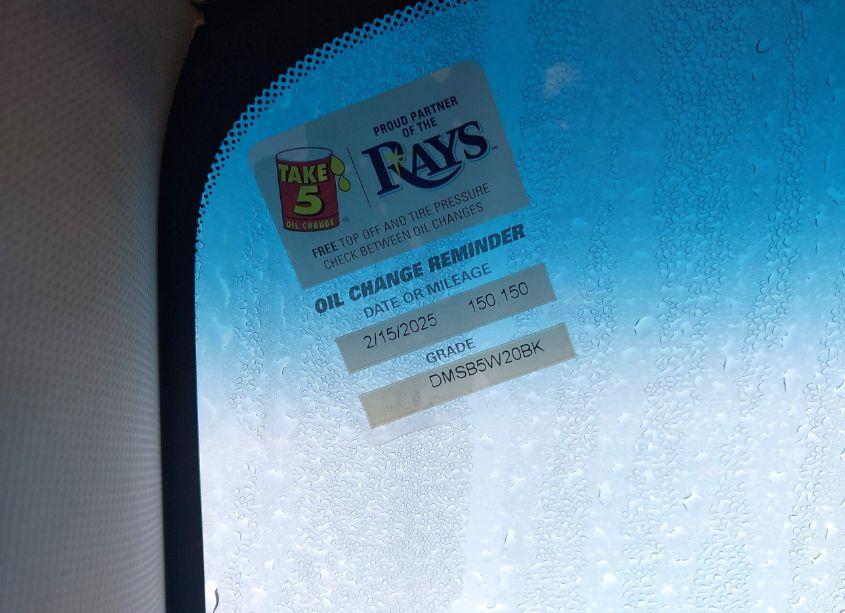 TAKE
5
OIL CHANGE
®
PROUD PARTNER
OF THE
RAYS™
FREE TOP OFF AND TIRE PRESSURE
CHECK BETWEEN OIL CHANGES
OIL CHANGE REMINDER
DATE OR MILEAGE
2/15/2025 150,150
GRADE
DMSB5W20BK